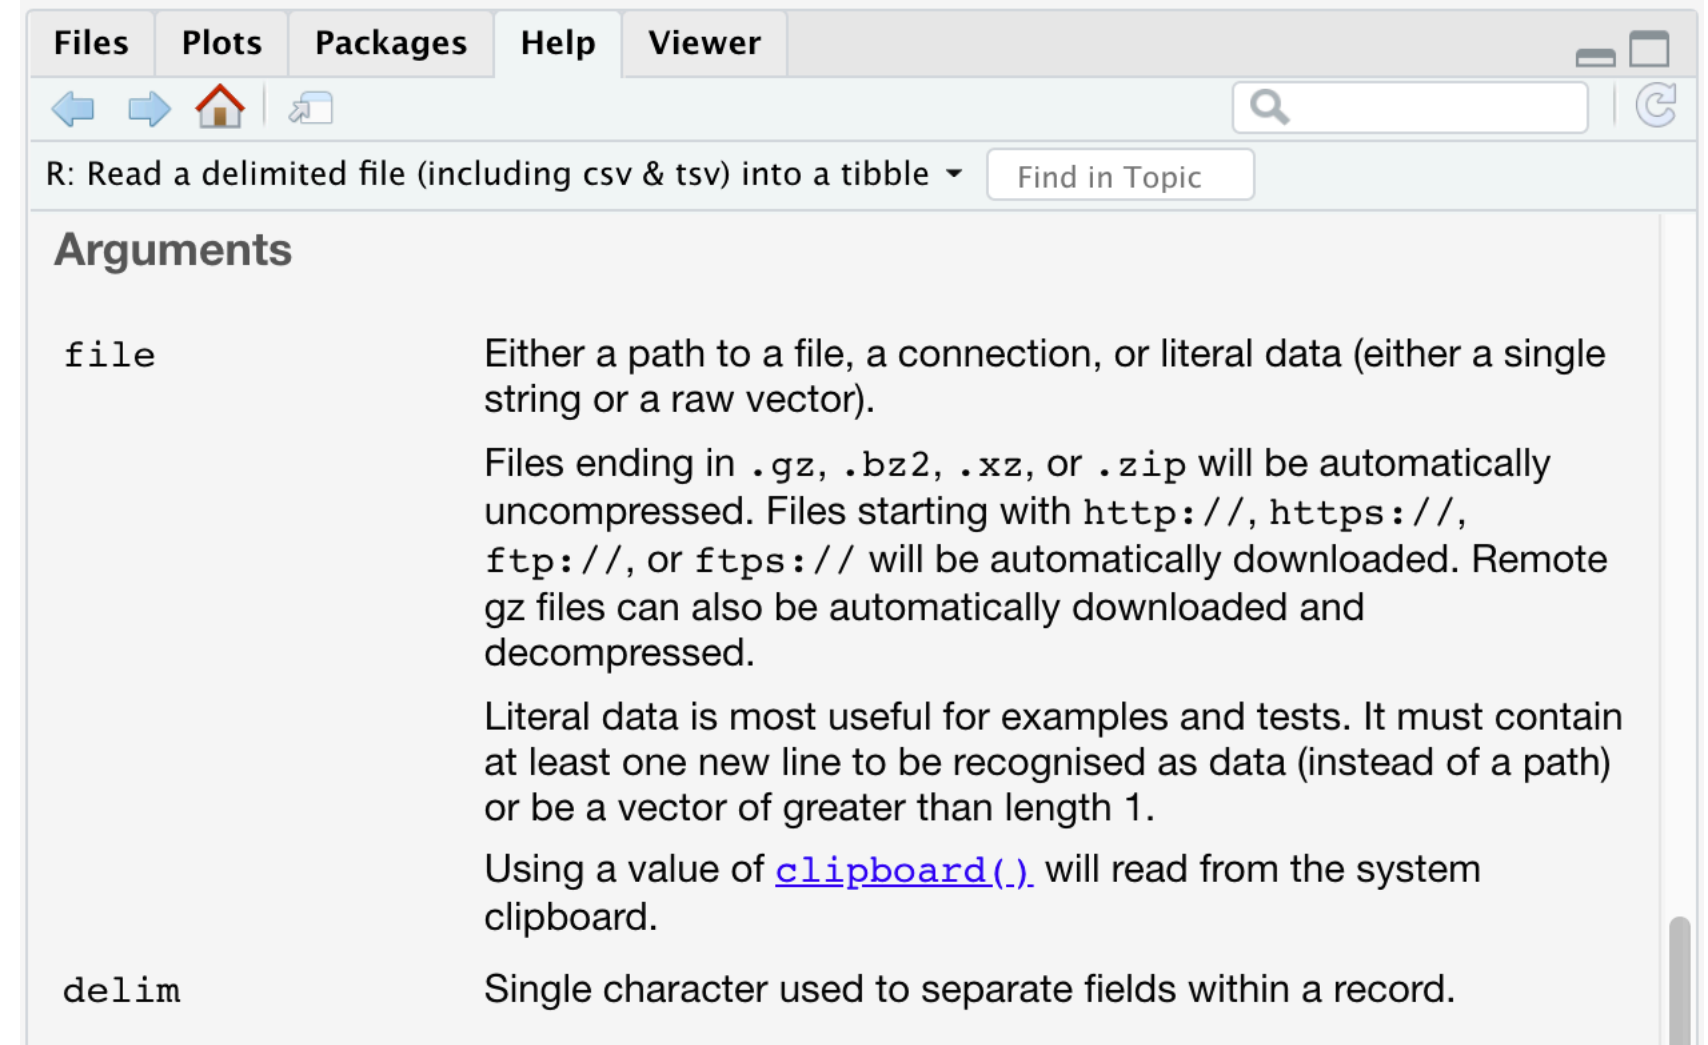 Files Plots Packages Help Viewer
R: Read a delimited file (including csv & tsv) into a tibble Find in Topic
Arguments
file Either a path to a file, a connection, or literal data (either a single
string or a raw vector).
Files ending in .gz, .bz2, .xz, or .zip will be automatically
uncompressed. Files starting with http://, https://,
ftp://, or ftps:// will be automatically downloaded. Remote
gz files can also be automatically downloaded and
decompressed.
Literal data is most useful for examples and tests. It must contain
at least one new line to be recognised as data (instead of a path)
or be a vector of greater than length 1.
Using a value of clipboard() will read from the system
clipboard.
delim Single character used to separate fields within a record.